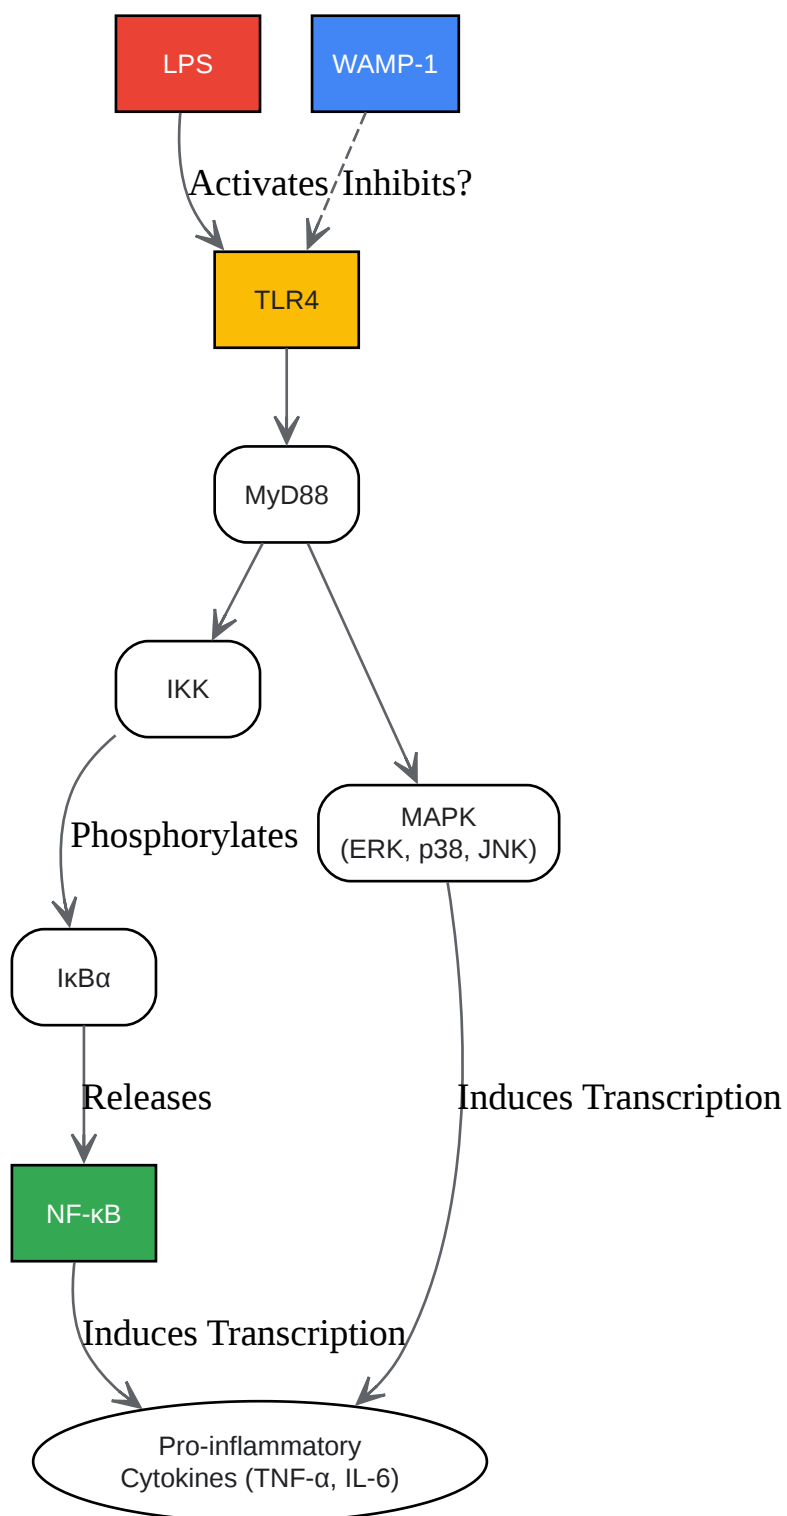 LPS
WAMP-1
Activates
Inhibits?
TLR4
MyD88
IKK
MAPK
(ERK, p38, JNK)
Phosphorylates
IκBα
Releases
Induces Transcription
NF-κB
Induces Transcription
Pro-inflammatory
Cytokines (TNF-α, IL-6)